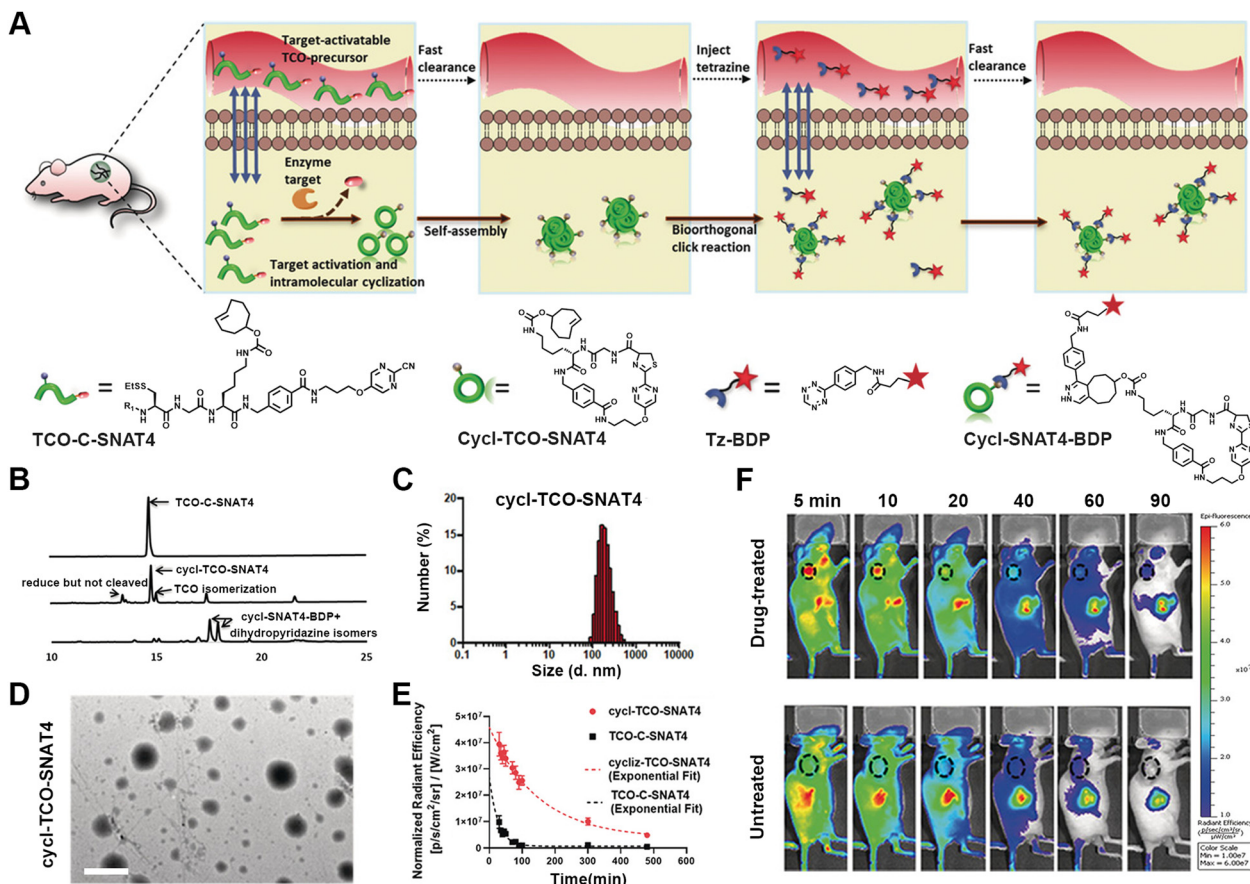 A
Target-activatable
TCO-precursor
Fast
clearance
Inject
tetrazine
Fast
clearance
Enzyme
target
Self-assembly
Bioorthogonal
click reaction
Target activation and
intramolecular cyclization
EtSS
R
N
H
O
H
N
O
N
H
H
N
O
NH
O
O
O
N
H
O
N
N
CN
=
TCO-C-SNAT4
=
Cycl-TCO-SNAT4
=
Tz-BDP
=
Cycl-SNAT4-BDP
B
TCO-C-SNAT4
cycl-TCO-SNAT4
reduce but not cleaved
TCO isomerization
cycl-SNAT4-BDP+
dihydropyridazine isomers
10 15 20 25
C
cycl-TCO-SNAT4
Number (%)
20
15
10
5
0
0.1 1 10 100 1000 10000
Size (d. nm)
D
cycl-TCO-SNAT4
E
Normalized Radiant Efficiency
[p/s/cm²/sr] / [W/cm²]
5×10⁷
4×10⁷
3×10⁷
2×10⁷
1×10⁷
0
0 100 200 300 400 500 600
Time(min)
cycl-TCO-SNAT4
TCO-C-SNAT4
cycliz-TCO-SNAT4
(Exponential Fit)
TCO-C-SNAT4
(Exponential Fit)
F
5 min 10 20 40 60 90
Drug-treated
Untreated
Epi-fluorescence
6.0
5.0
4.0
3.0
2.0
1.0
Radiant Efficiency
Color Scale
Min = 1.00e7
Max = 6.00e7